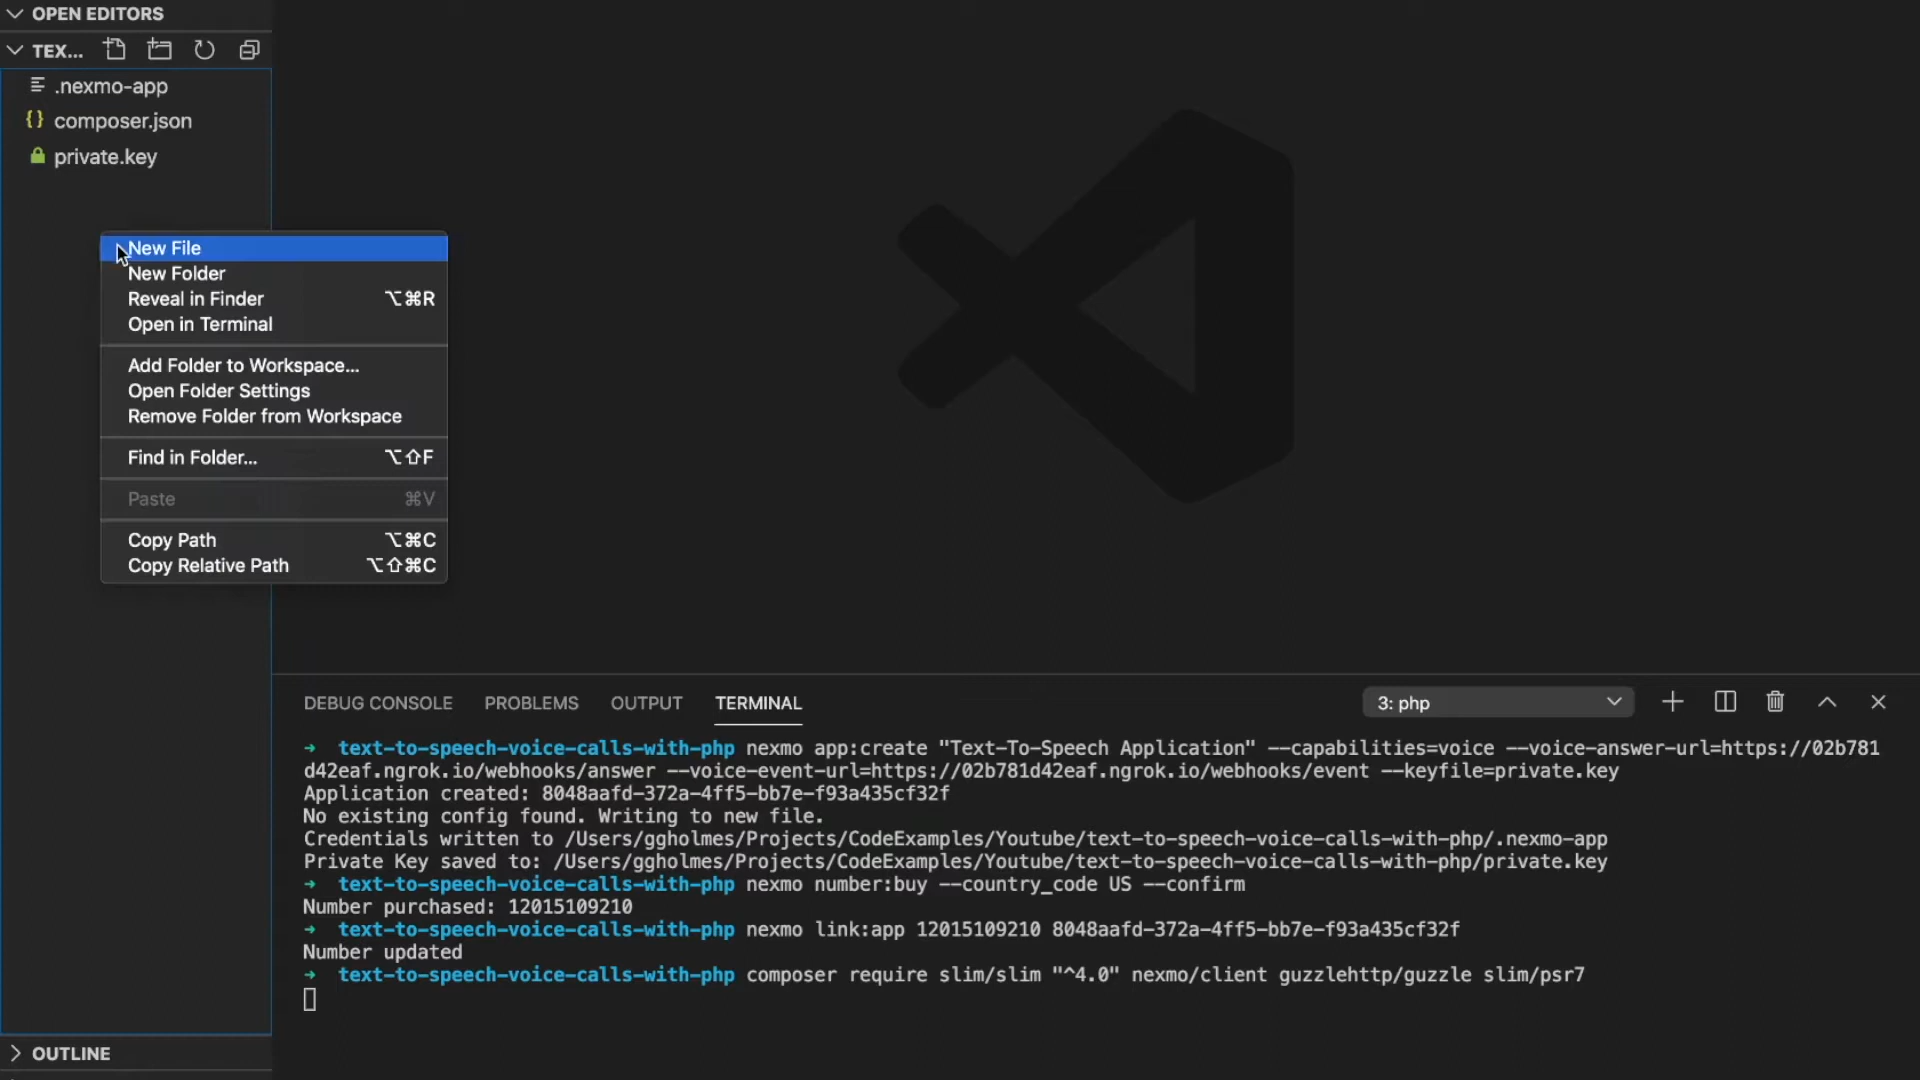 OPEN EDITORS
TEX...
.nexmo-app
{} composer.json
private.key
New File
New Folder
Reveal in Finder ⌥⌘R
Open in Terminal
Add Folder to Workspace...
Open Folder Settings
Remove Folder from Workspace
Find in Folder... ⌥⇧F
Paste ⌘V
Copy Path ⌥⌘C
Copy Relative Path ⌥⇧⌘C
DEBUG CONSOLE PROBLEMS OUTPUT TERMINAL 3: php
→ text-to-speech-voice-calls-with-php nexmo app:create "Text-To-Speech Application" --capabilities=voice --voice-answer-url=https://02b781
d42eaf.ngrok.io/webhooks/answer --voice-event-url=https://02b781d42eaf.ngrok.io/webhooks/event --keyfile=private.key
Application created: 8048aafd-372a-4ff5-bb7e-f93a435cf32f
No existing config found. Writing to new file.
Credentials written to /Users/ggholmes/Projects/CodeExamples/Youtube/text-to-speech-voice-calls-with-php/.nexmo-app
Private Key saved to: /Users/ggholmes/Projects/CodeExamples/Youtube/text-to-speech-voice-calls-with-php/private.key
→ text-to-speech-voice-calls-with-php nexmo number:buy --country_code US --confirm
Number purchased: 12015109210
→ text-to-speech-voice-calls-with-php nexmo link:app 12015109210 8048aafd-372a-4ff5-bb7e-f93a435cf32f
Number updated
→ text-to-speech-voice-calls-with-php composer require slim/slim "^4.0" nexmo/client guzzlehttp/guzzle slim/psr7
OUTLINE